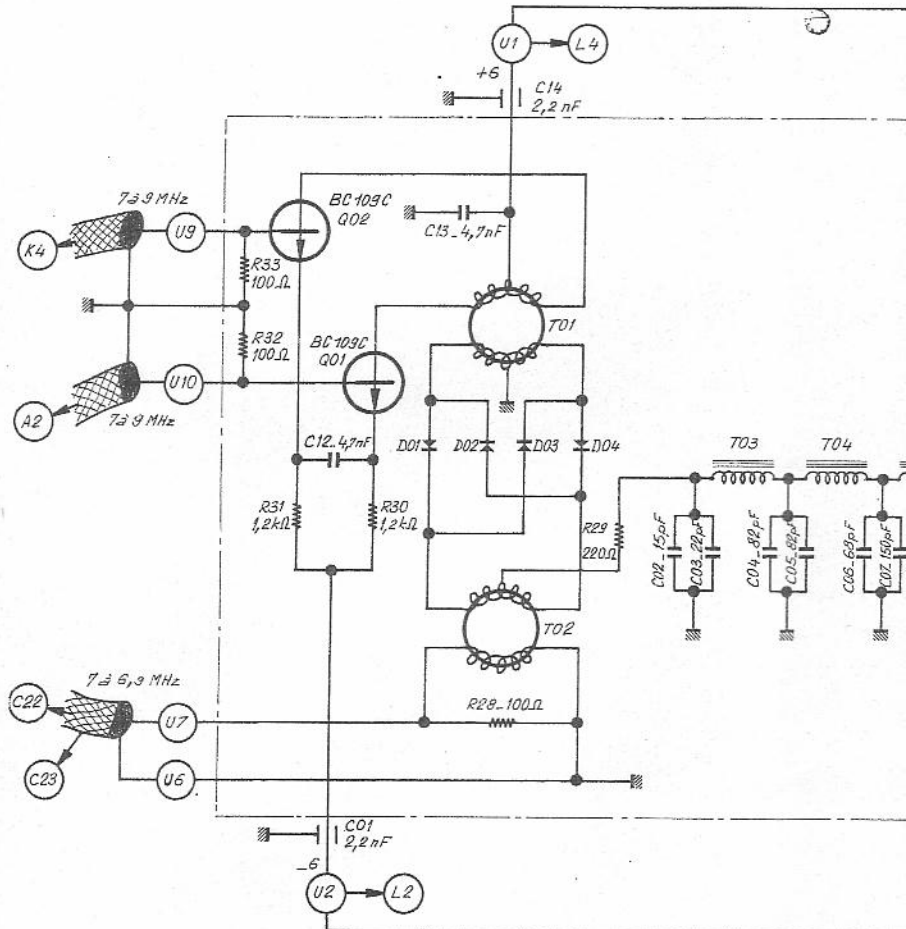 U1
L4
+6
C14
2,2 nF
7 à 9 MHz
BC 109C
Q02
K4
U9
C13_4,7nF
R33
100Ω
T01
R32
100Ω
BC 109C
Q01
U10
A2
7 à 9 MHz
C12_4,7nF
D01
D02
D03
D04
T03
T04
R31
1,2kΩ
R30
1,2kΩ
R29
220Ω
C02_15pF
C03_22pF
C04_82pF
C05_82pF
C06_68pF
C07_150pF
T02
7 à 6,9 MHz
C22
U7
R28_100Ω
C23
U6
C01
2,2 nF
_6
U2
L2